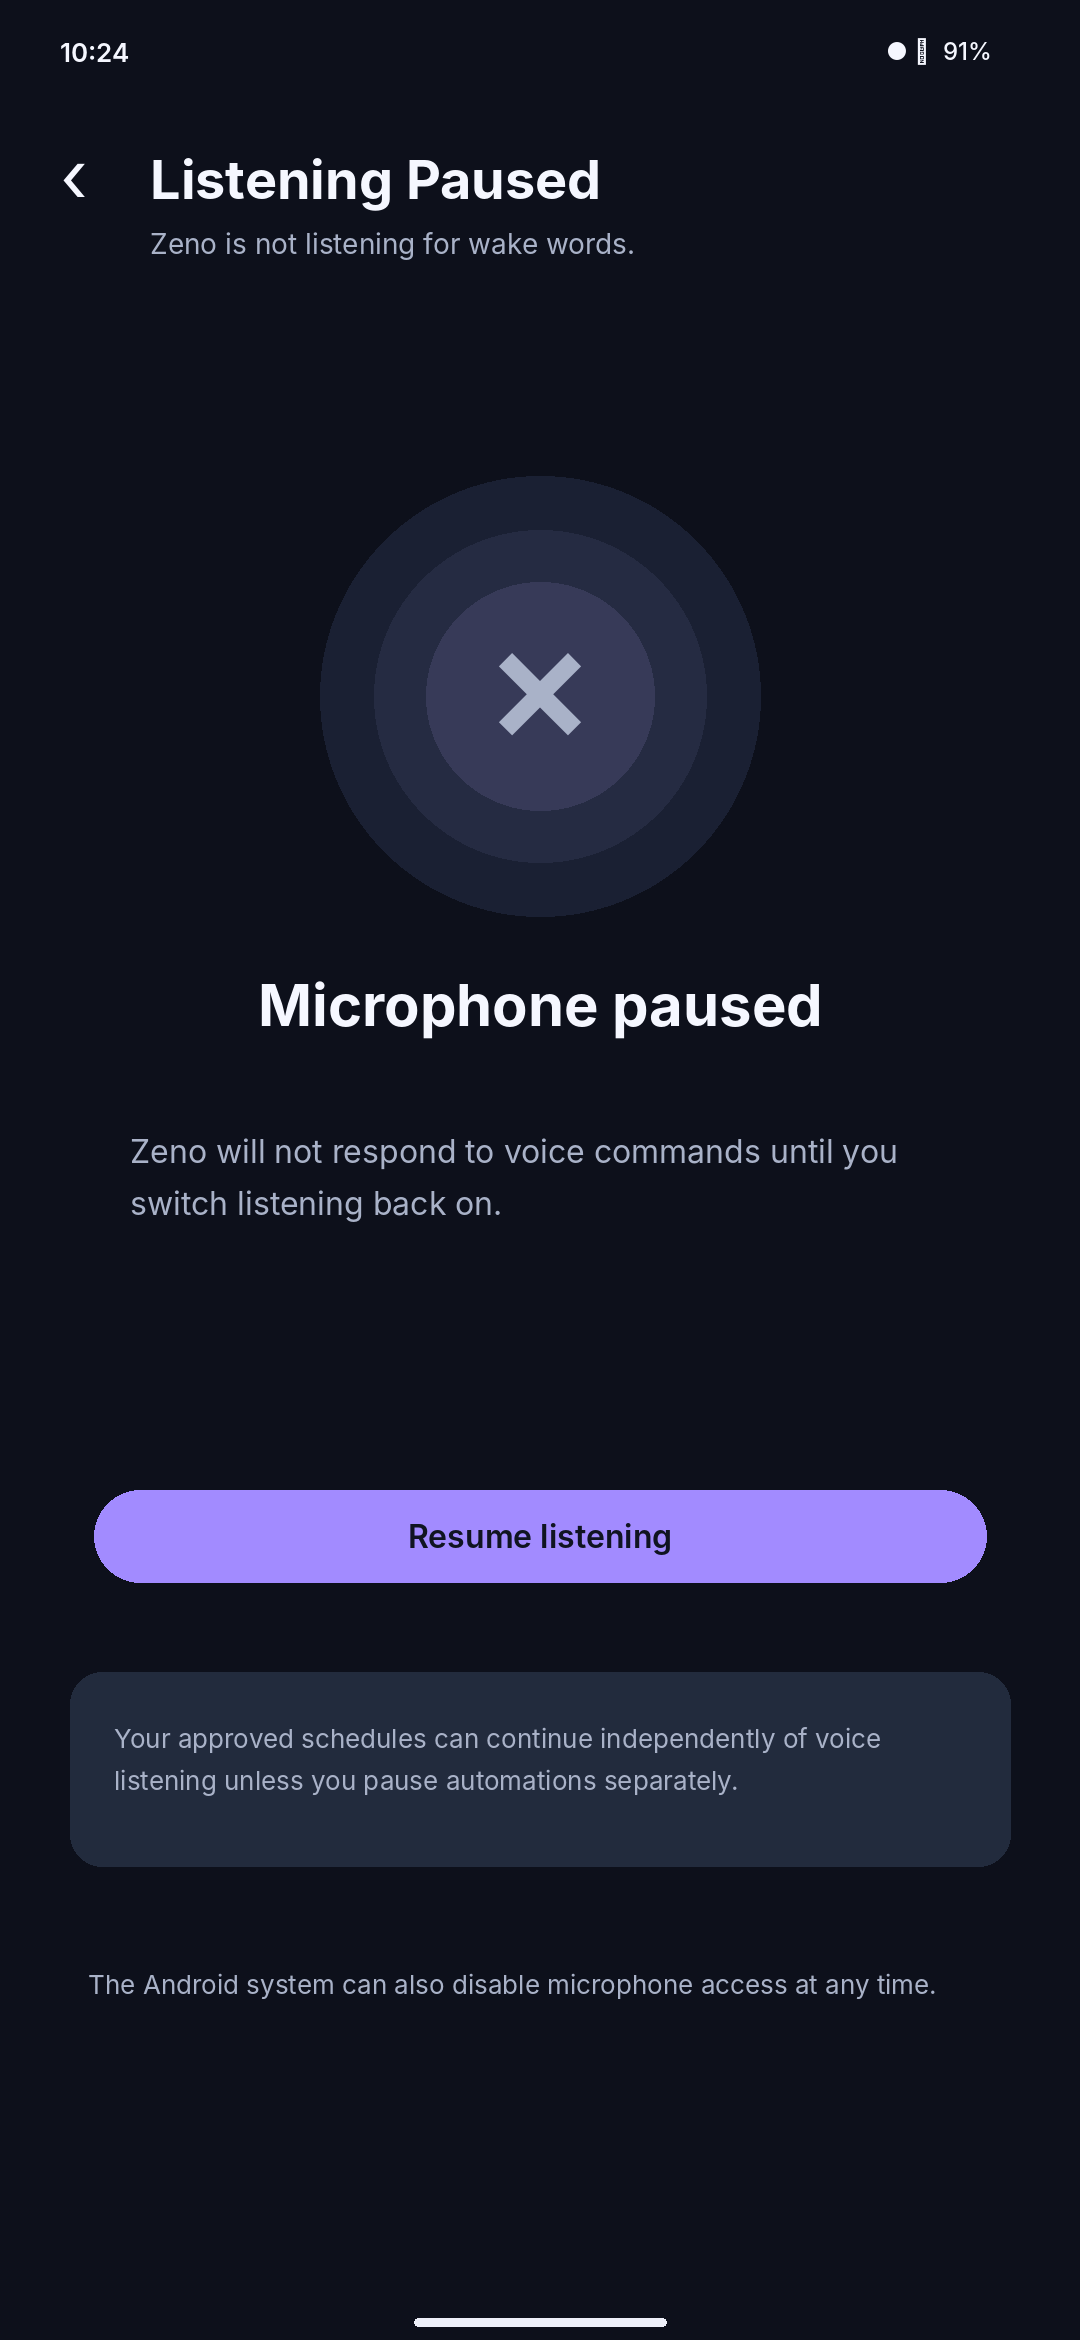 10:24
91%
Listening Paused
Zeno is not listening for wake words.
Microphone paused
Zeno will not respond to voice commands until you
switch listening back on.
Resume listening
Your approved schedules can continue independently of voice
listening unless you pause automations separately.
The Android system can also disable microphone access at any time.